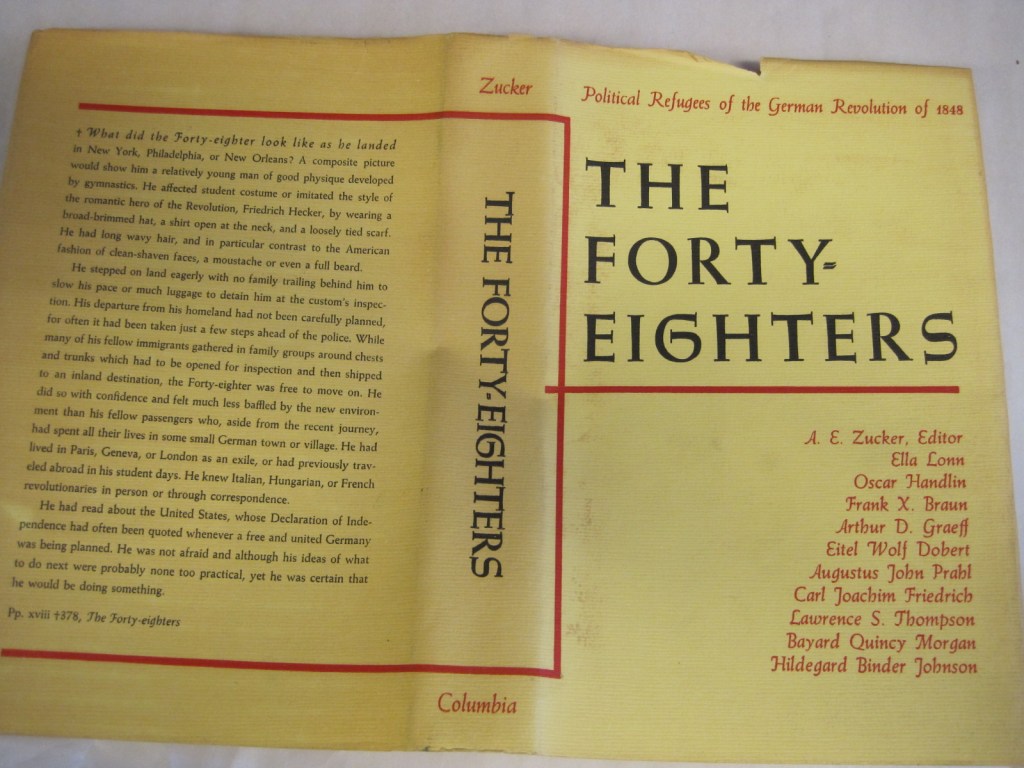 † What did the Forty-eighter look like as he landed
in New York, Philadelphia, or New Orleans? A composite picture
would show him a relatively young man of good physique developed
by gymnastics. He affected student costume or imitated the style of
the romantic hero of the Revolution, Friedrich Hecker, by wearing a
broad-brimmed hat, a shirt open at the neck, and a loosely tied scarf.
He had long wavy hair, and in particular contrast to the American
fashion of clean-shaven faces, a moustache or even a full beard.
He stepped on land eagerly with no family trailing behind him to
slow his pace or much luggage to detain him at the custom's inspec-
tion. His departure from his homeland had not been carefully planned,
for often it had been taken just a few steps ahead of the police. While
many of his fellow immigrants gathered in family groups around chests
and trunks which had to be opened for inspection and then shipped
to an inland destination, the Forty-eighter was free to move on. He
did so with confidence and felt much less baffled by the new environ-
ment than his fellow passengers who, aside from the recent journey,
had spent all their lives in some small German town or village. He had
lived in Paris, Geneva, or London as an exile, or had previously trav-
eled abroad in his student days. He knew Italian, Hungarian, or French
revolutionaries in person or through correspondence.
He had read about the United States, whose Declaration of Inde-
pendence had often been quoted whenever a free and united Germany
was being planned. He was not afraid and although his ideas of what
to do next were probably none too practical, yet he was certain that
he would be doing something.
Pp. xviii †378, The Forty-eighters
Zucker
THE FORTY-EIGHTERS
Columbia
Political Refugees of the German Revolution of 1848
THE
FORTY-
EIGHTERS
A. E. Zucker, Editor
Ella Lonn
Oscar Handlin
Frank X. Braun
Arthur D. Graeff
Eitel Wolf Dobert
Augustus John Prahl
Carl Joachim Friedrich
Lawrence S. Thompson
Bayard Quincy Morgan
Hildegard Binder Johnson